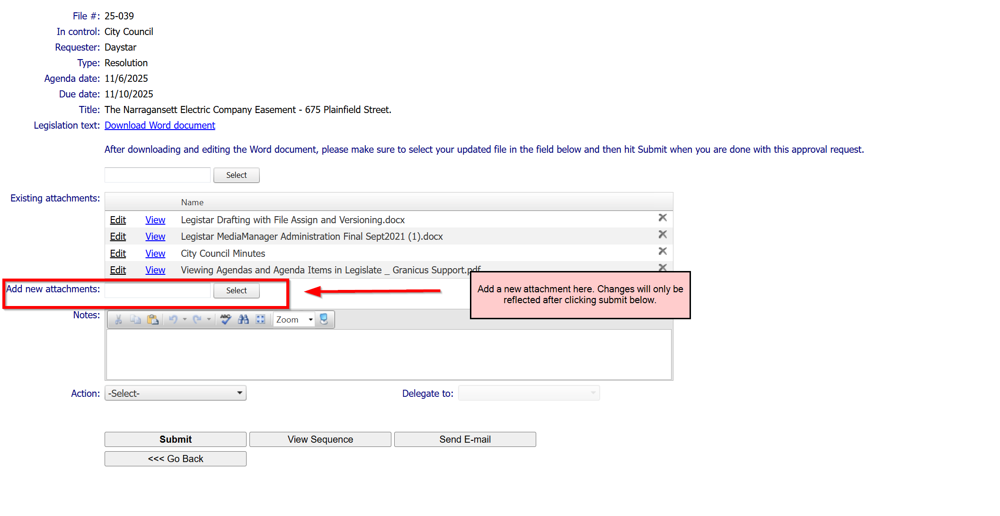 File #: 25-039
In control: City Council
Requester: Daystar
Type: Resolution
Agenda date: 11/6/2025
Due date: 11/10/2025
Title: The Narragansett Electric Company Easement - 675 Plainfield Street.
Legislation text: Download Word document
After downloading and editing the Word document, please make sure to select your updated file in the field below and then hit Submit when you are done with this approval request.
Select
Existing attachments:
Name
Edit View Legistar Drafting with File Assign and Versioning.docx
Edit View Legistar MediaManager Administration Final Sept2021 (1).docx
Edit View City Council Minutes
Edit View Viewing Agendas and Agenda Items in Legislate _ Granicus Support.pdf
Add new attachments: Select
Add a new attachment here. Changes will only be
reflected after clicking submit below.
Notes:
ABC
Zoom
Action: -Select- Delegate to:
Submit View Sequence Send E-mail
<<< Go Back